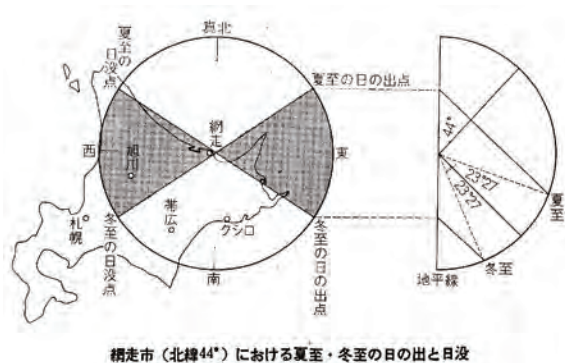 真北
夏至の
日没点
夏至の日の出点
西
東
網走
旭川
帯広
クシロ
札幌
冬至の日没点
冬至の日の出点
南
44°
23°27
23°27
夏至
冬至
地平線
網走市（北線44°）における夏至・冬至の日の出と日没